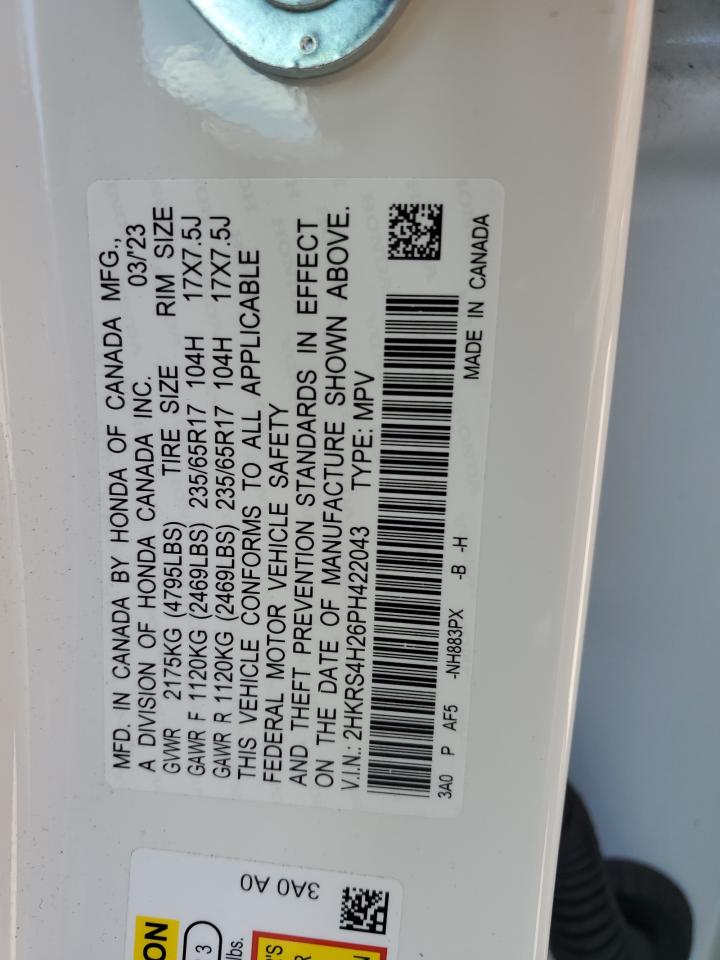 MFD. IN CANADA BY HONDA OF CANADA MFG.,
A DIVISION OF HONDA CANADA INC. 03/'23
GVWR 2175KG (4795LBS) TIRE SIZE RIM SIZE
GAWR F 1120KG (2469LBS) 235/65R17 104H 17X7.5J
GAWR R 1120KG (2469LBS) 235/65R17 104H 17X7.5J
THIS VEHICLE CONFORMS TO ALL APPLICABLE
FEDERAL MOTOR VEHICLE SAFETY
AND THEFT PREVENTION STANDARDS IN EFFECT
ON THE DATE OF MANUFACTURE SHOWN ABOVE.
V.I.N.: 2HKRS4H26PH422043 TYPE: MPV
3A0 P AF5 -NH883PX -B -H
MADE IN CANADA
3A0 A0
ON
3
lbs.
'S
R
N